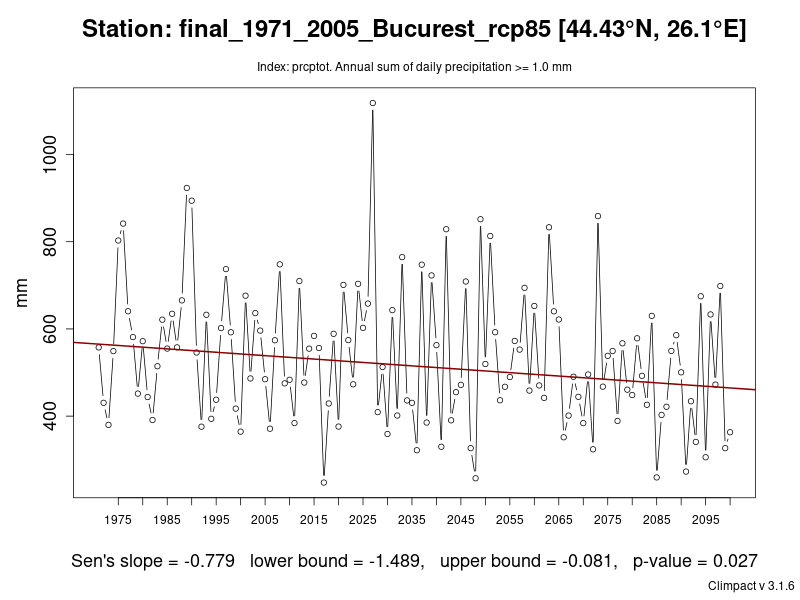 Station: final_1971_2005_Bucurest_rcp85 [44.43°N, 26.1°E]
Index: prcptot. Annual sum of daily precipitation >= 1.0 mm
mm
1000
800
600
400
1975 1985 1995 2005 2015 2025 2035 2045 2055 2065 2075 2085 2095
Sen's slope = -0.779 lower bound = -1.489, upper bound = -0.081, p-value = 0.027
Climpact v 3.1.6